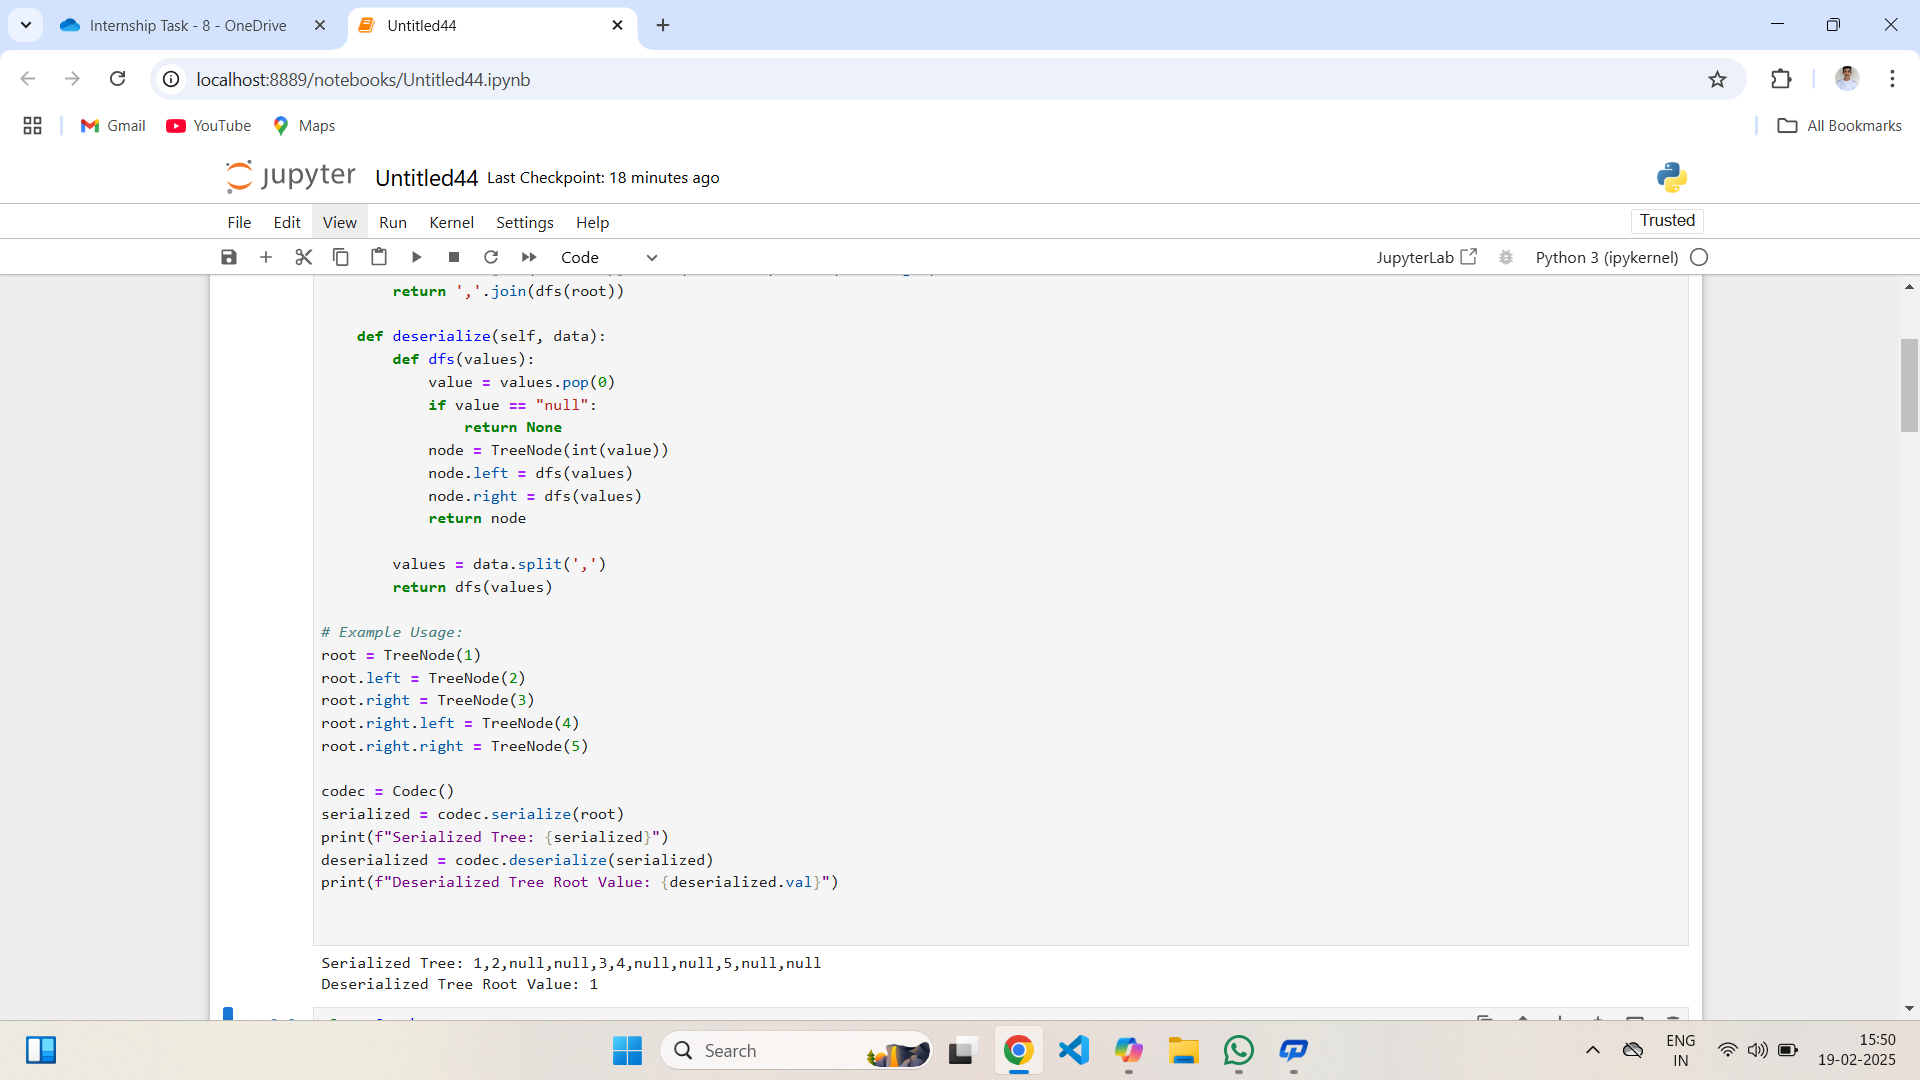 Internship Task - 8 - OneDrive
Untitled44
localhost:8889/notebooks/Untitled44.ipynb
Gmail
YouTube
Maps
All Bookmarks
jupyter
Untitled44
Last Checkpoint: 18 minutes ago
File Edit View Run Kernel Settings Help
Trusted
Code
JupyterLab
Python 3 (ipykernel)
        return ','.join(dfs(root))
    def deserialize(self, data):
        def dfs(values):
            value = values.pop(0)
            if value == "null":
                return None
            node = TreeNode(int(value))
            node.left = dfs(values)
            node.right = dfs(values)
            return node
        values = data.split(',')
        return dfs(values)
# Example Usage:
root = TreeNode(1)
root.left = TreeNode(2)
root.right = TreeNode(3)
root.right.left = TreeNode(4)
root.right.right = TreeNode(5)
codec = Codec()
serialized = codec.serialize(root)
print(f"Serialized Tree: {serialized}")
deserialized = codec.deserialize(serialized)
print(f"Deserialized Tree Root Value: {deserialized.val}")
Serialized Tree: 1,2,null,null,3,4,null,null,5,null,null
Deserialized Tree Root Value: 1
Search
ENG
IN
15:50
19-02-2025